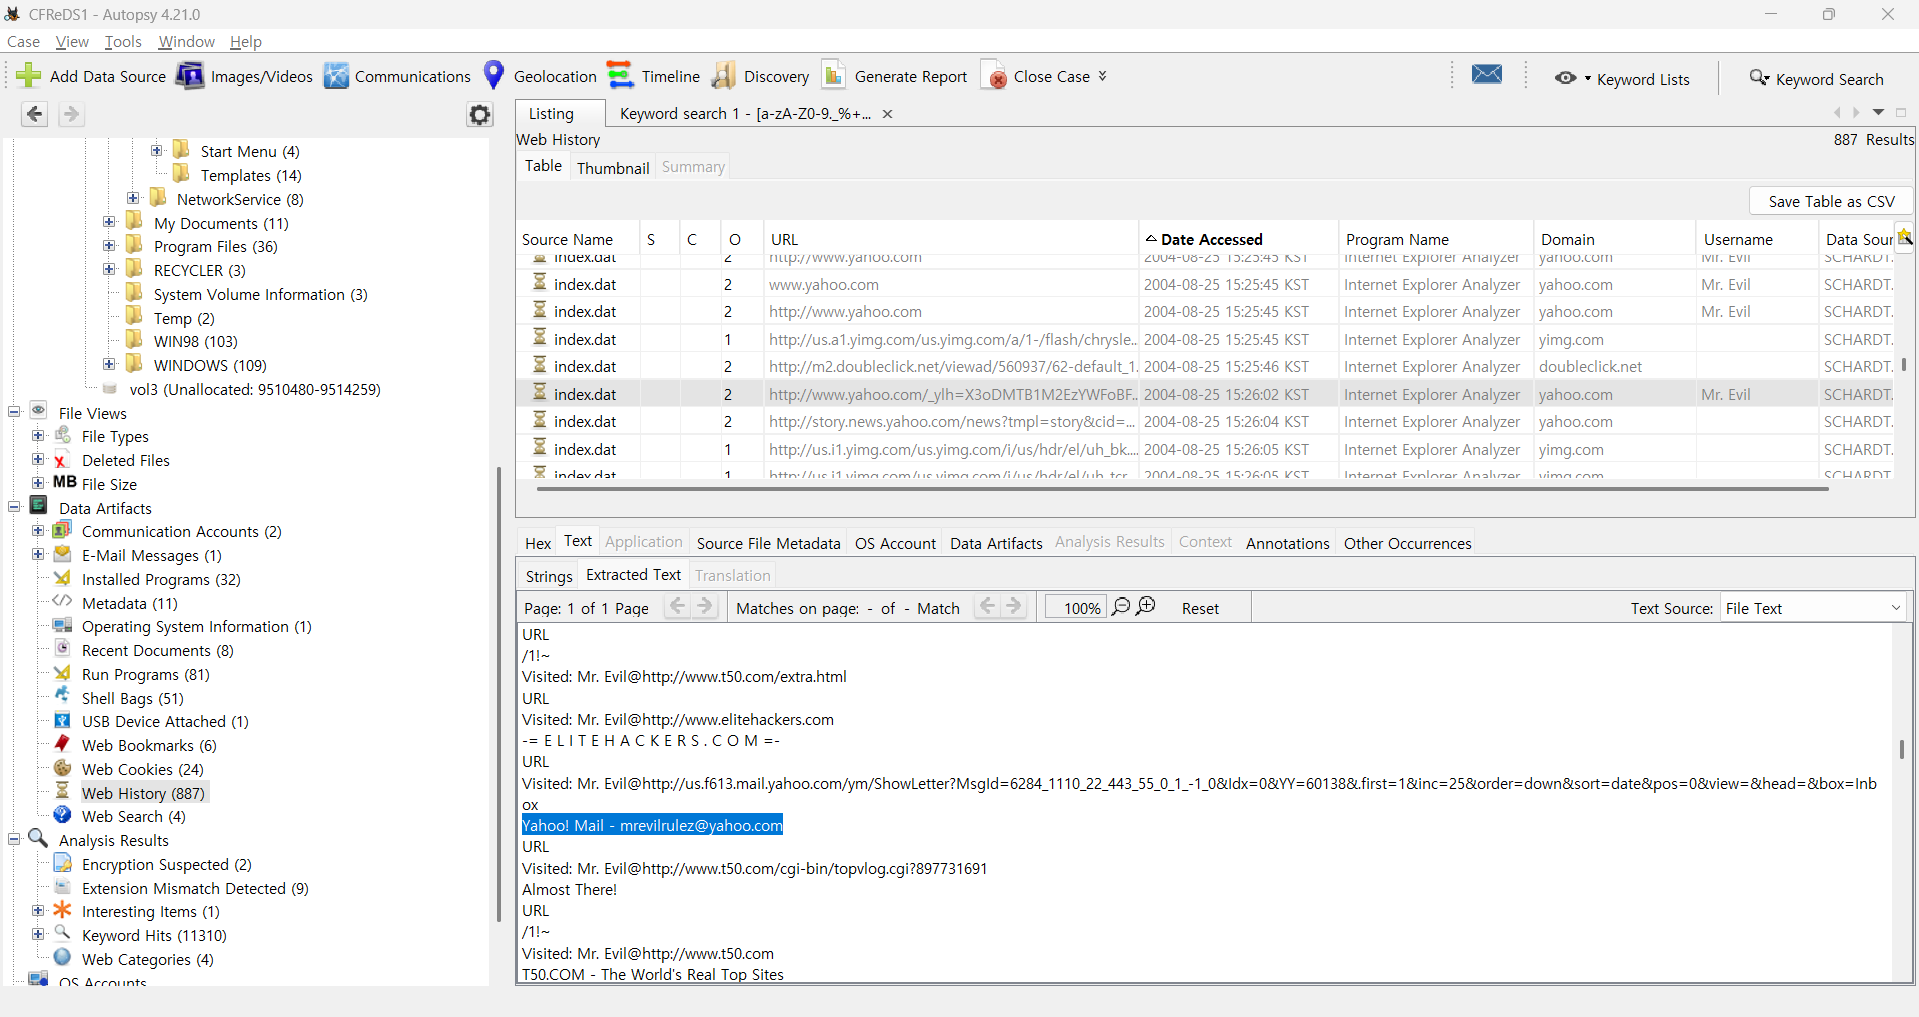 CFReDS1 - Autopsy 4.21.0
Case View Tools Window Help
Add Data Source Images/Videos Communications Geolocation Timeline Discovery Generate Report Close Case Keyword Lists Keyword Search
Start Menu (4)
Templates (14)
NetworkService (8)
My Documents (11)
Program Files (36)
RECYCLER (3)
System Volume Information (3)
Temp (2)
WIN98 (103)
WINDOWS (109)
vol3 (Unallocated: 9510480-9514259)
File Views
File Types
Deleted Files
MB File Size
Data Artifacts
Communication Accounts (2)
E-Mail Messages (1)
Installed Programs (32)
Metadata (11)
Operating System Information (1)
Recent Documents (8)
Run Programs (81)
Shell Bags (51)
USB Device Attached (1)
Web Bookmarks (6)
Web Cookies (24)
Web History (887)
Web Search (4)
Analysis Results
Encryption Suspected (2)
Extension Mismatch Detected (9)
Interesting Items (1)
Keyword Hits (11310)
Web Categories (4)
OS Accounts
Listing Keyword search 1 - [a-zA-Z0-9._%+...
Web History 887 Results
Table Thumbnail Summary
Save Table as CSV
Source Name S C O URL Date Accessed Program Name Domain Username Data Sour
index.dat 2 http://www.yahoo.com 2004-08-25 15:25:45 KST Internet Explorer Analyzer yahoo.com Mr. Evil SCHARDT.
index.dat 2 www.yahoo.com 2004-08-25 15:25:45 KST Internet Explorer Analyzer yahoo.com Mr. Evil SCHARDT.
index.dat 2 http://www.yahoo.com 2004-08-25 15:25:45 KST Internet Explorer Analyzer yahoo.com Mr. Evil SCHARDT.
index.dat 1 http://us.a1.yimg.com/us.yimg.com/a/1-/flash/chrysle... 2004-08-25 15:25:45 KST Internet Explorer Analyzer yimg.com SCHARDT.
index.dat 2 http://m2.doubleclick.net/viewad/560937/62-default_1. 2004-08-25 15:25:46 KST Internet Explorer Analyzer doubleclick.net SCHARDT.
index.dat 2 http://www.yahoo.com/_ylh=X3oDMTB1M2EzYWFoBF.. 2004-08-25 15:26:02 KST Internet Explorer Analyzer yahoo.com Mr. Evil SCHARDT.
index.dat 2 http://story.news.yahoo.com/news?tmpl=story&cid=... 2004-08-25 15:26:04 KST Internet Explorer Analyzer yahoo.com SCHARDT.
index.dat 1 http://us.i1.yimg.com/us.yimg.com/i/us/hdr/el/uh_bk.... 2004-08-25 15:26:05 KST Internet Explorer Analyzer yimg.com SCHARDT.
index.dat 1 http://us.i1.yimg.com/us.yimg.com/i/us/hdr/el/uh_tcr 2004-08-25 15:26:05 KST Internet Explorer Analyzer yimg.com SCHARDT.
Hex Text Application Source File Metadata OS Account Data Artifacts Analysis Results Context Annotations Other Occurrences
Strings Extracted Text Translation
Page: 1 of 1 Page Matches on page: - of - Match 100% Reset Text Source: File Text
URL
/1!~
Visited: Mr. Evil@http://www.t50.com/extra.html
URL
Visited: Mr. Evil@http://www.elitehackers.com
-= E L I T E H A C K E R S . C O M =-
URL
Visited: Mr. Evil@http://us.f613.mail.yahoo.com/ym/ShowLetter?MsgId=6284_1110_22_443_55_0_1_-1_0&Idx=0&YY=60138&.first=1&inc=25&order=down&sort=date&pos=0&view=&head=&box=Inb
ox
Yahoo! Mail - mrevilrulez@yahoo.com
URL
Visited: Mr. Evil@http://www.t50.com/cgi-bin/topvlog.cgi?897731691
Almost There!
URL
/1!~
Visited: Mr. Evil@http://www.t50.com
T50.COM - The World's Real Top Sites